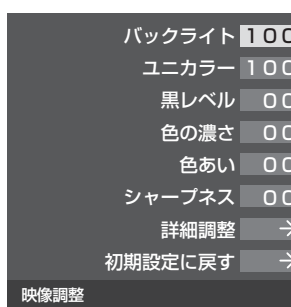 バックライト 100
ユニカラー 100
黒レベル 00
色の濃さ 00
色あい 00
シャープネス 00
詳細調整 →
初期設定に戻す →
映像調整